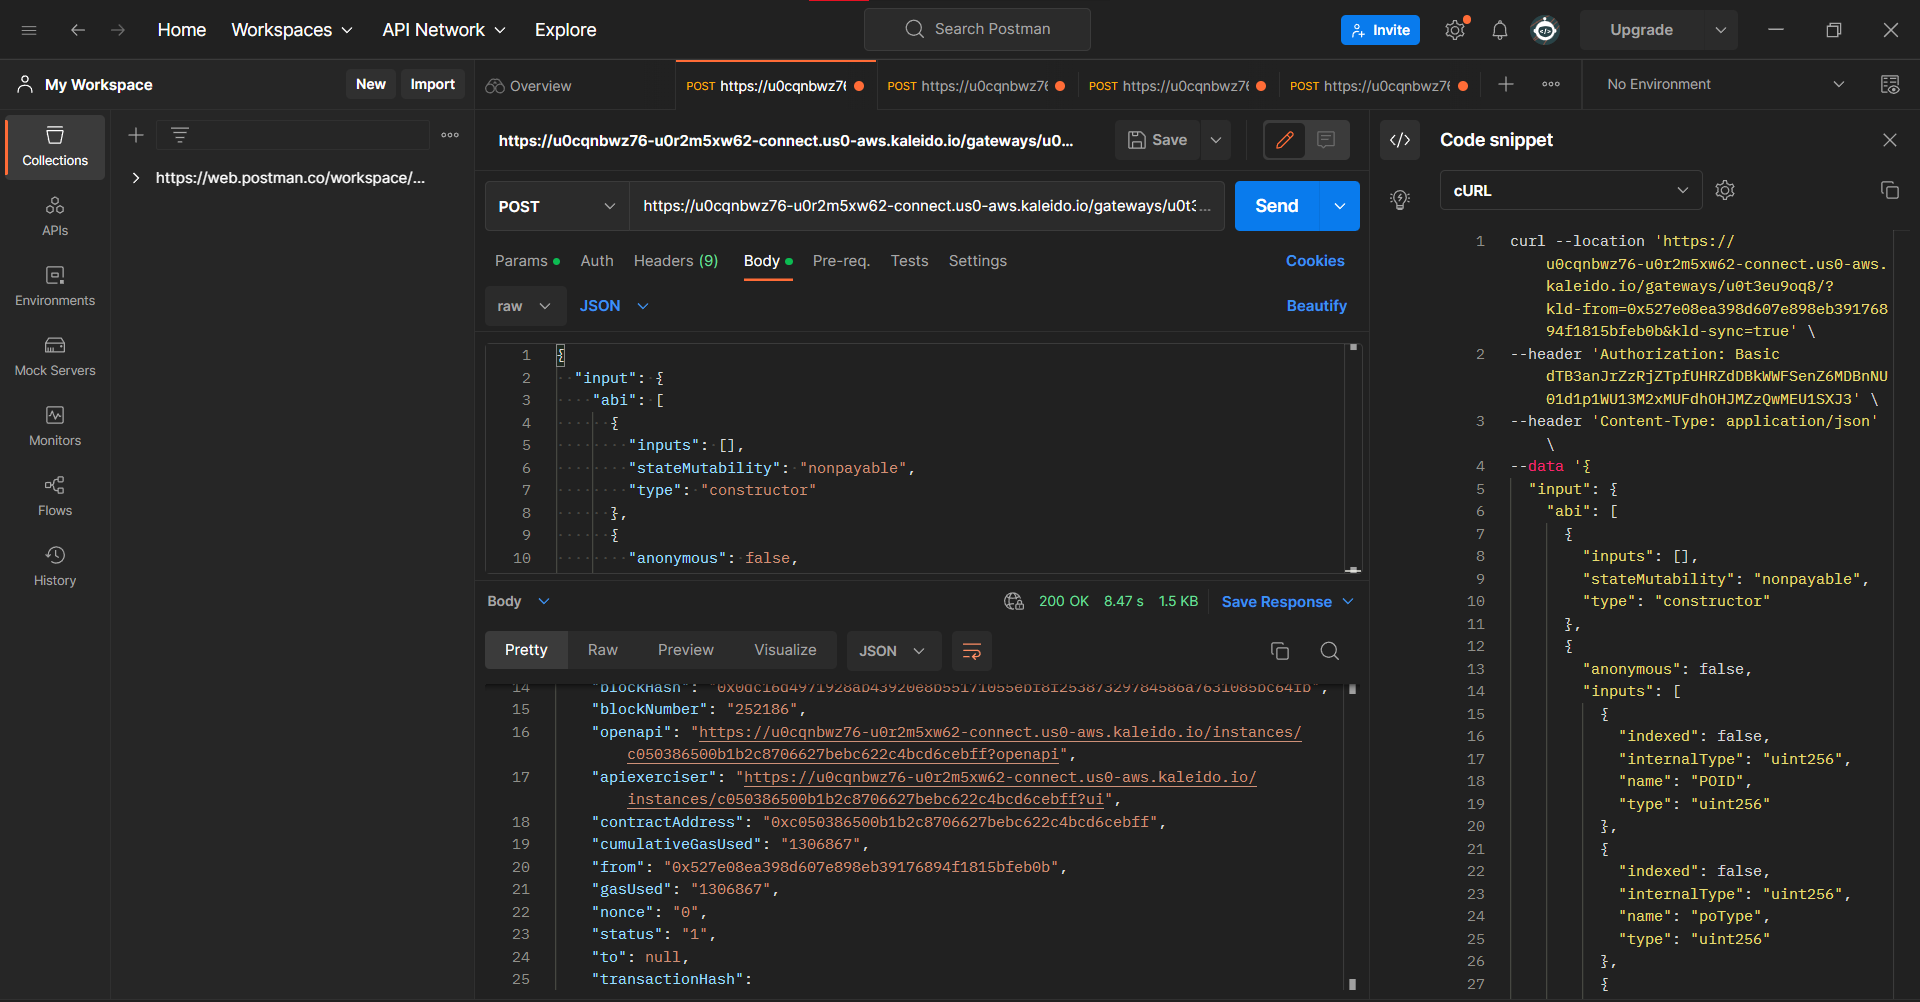 Home
Workspaces
API Network
Explore
Search Postman
Invite
Upgrade
My Workspace
New
Import
Overview
POST https://u0cqnbwz76
POST https://u0cqnbwz76
POST https://u0cqnbwz76
POST https://u0cqnbwz76
No Environment
Collections
APIs
Environments
Mock Servers
Monitors
Flows
History
https://web.postman.co/workspace/...
https://u0cqnbwz76-u0r2m5xw62-connect.us0-aws.kaleido.io/gateways/u0...
Save
POST
https://u0cqnbwz76-u0r2m5xw62-connect.us0-aws.kaleido.io/gateways/u0t3...
Send
Params
Auth
Headers (9)
Body
Pre-req.
Tests
Settings
Cookies
raw
JSON
Beautify
1 {
2 "input": {
3 "abi": [
4 {
5 "inputs": [],
6 "stateMutability": "nonpayable",
7 "type": "constructor"
8 },
9 {
10 "anonymous": false,
Body
200 OK
8.47 s
1.5 KB
Save Response
Pretty
Raw
Preview
Visualize
JSON
14 "blockHash":
15 "blockNumber": "252186",
16 "openapi": "https://u0cqnbwz76-u0r2m5xw62-connect.us0-aws.kaleido.io/instances/
c050386500b1b2c8706627bebc622c4bcd6cebff?openapi",
17 "apiexerciser": "https://u0cqnbwz76-u0r2m5xw62-connect.us0-aws.kaleido.io/
instances/c050386500b1b2c8706627bebc622c4bcd6cebff?ui",
18 "contractAddress": "0xc050386500b1b2c8706627bebc622c4bcd6cebff",
19 "cumulativeGasUsed": "1306867",
20 "from": "0x527e08ea398d607e898eb39176894f1815bfeb0b",
21 "gasUsed": "1306867",
22 "nonce": "0",
23 "status": "1",
24 "to": null,
25 "transactionHash":
Code snippet
cURL
1 curl --location 'https://
u0cqnbwz76-u0r2m5xw62-connect.us0-aws.
kaleido.io/gateways/u0t3eu9oq8/?
kld-from=0x527e08ea398d607e898eb391768
94f1815bfeb0b&kld-sync=true' \
2 --header 'Authorization: Basic
dTB3anJrZzRjZTpfUHRZdDBkWWFSenZ6MDBnNU
01d1p1WU13M2xMUFdhOHJMZzQwMEU1SXJ3' \
3 --header 'Content-Type: application/json'
\
4 --data '{
5 "input": {
6 "abi": [
7 {
8 "inputs": [],
9 "stateMutability": "nonpayable",
10 "type": "constructor"
11 },
12 {
13 "anonymous": false,
14 "inputs": [
15 {
16 "indexed": false,
17 "internalType": "uint256",
18 "name": "POID",
19 "type": "uint256"
20 },
21 {
22 "indexed": false,
23 "internalType": "uint256",
24 "name": "poType",
25 "type": "uint256"
26 },
27 {